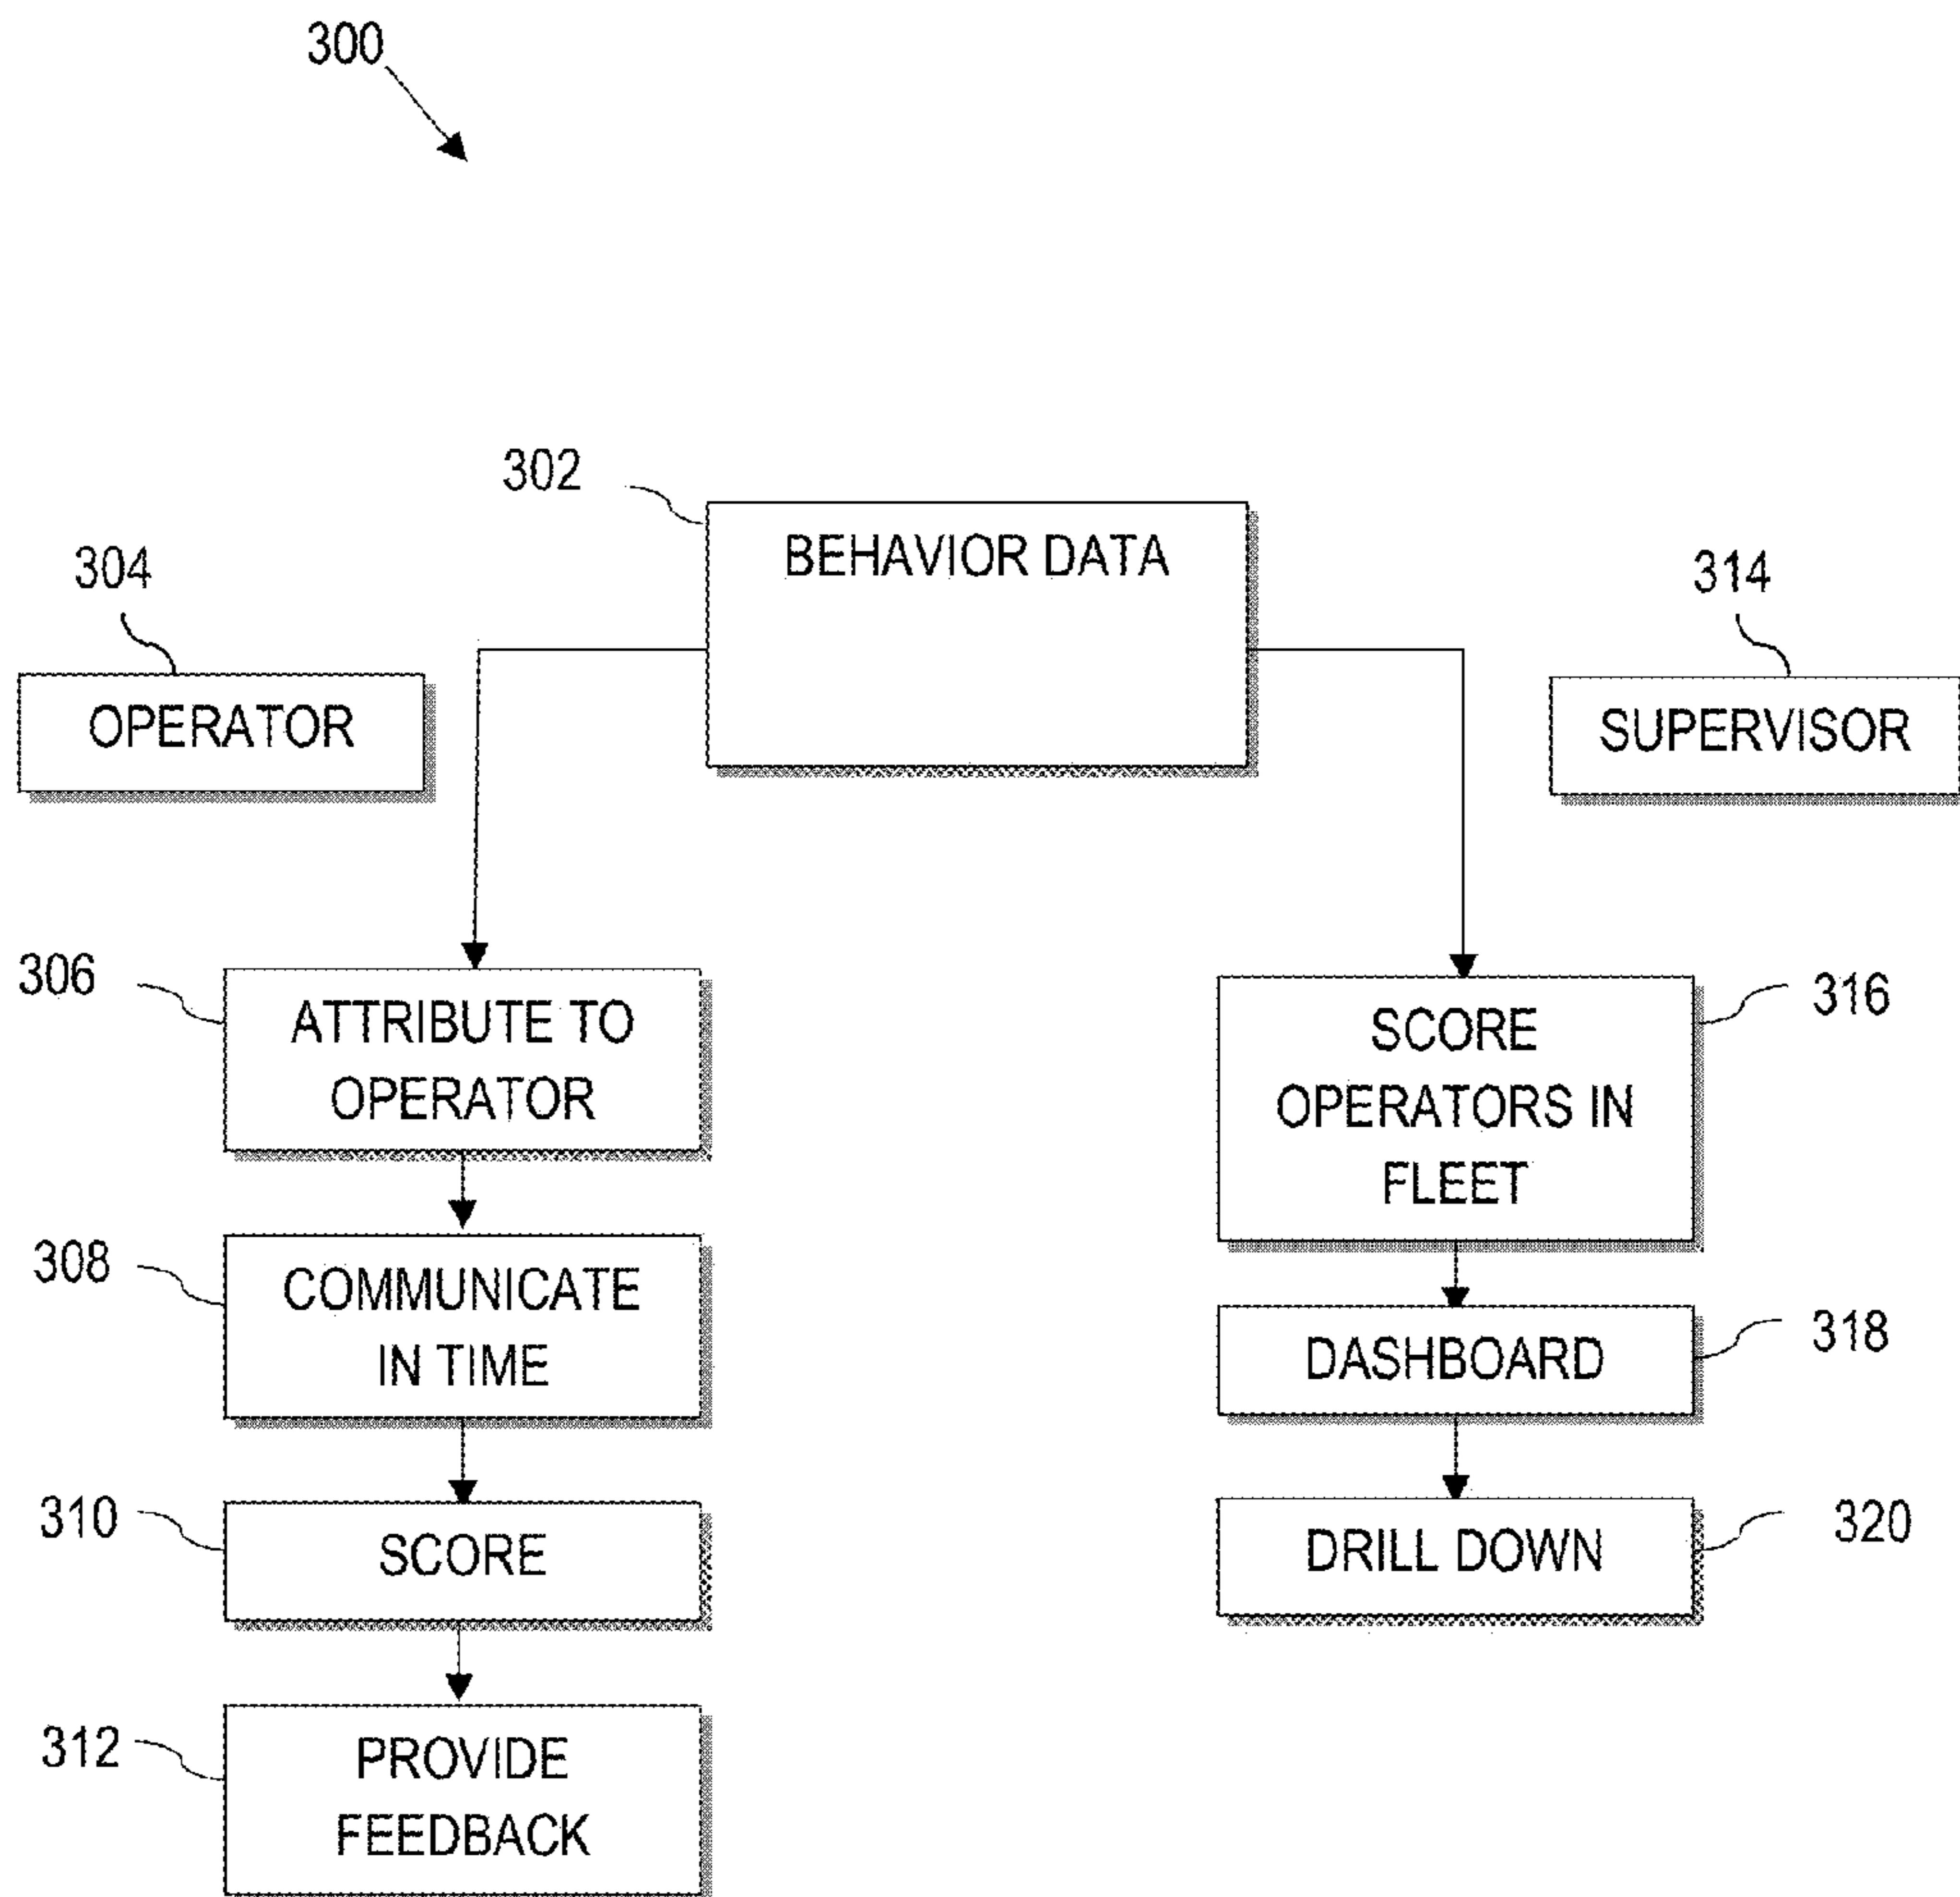 300
302
BEHAVIOR DATA
304
OPERATOR
314
SUPERVISOR
306
ATTRIBUTE TO
OPERATOR
308
COMMUNICATE
IN TIME
310
SCORE
312
PROVIDE
FEEDBACK
316
SCORE
OPERATORS IN
FLEET
318
DASHBOARD
320
DRILL DOWN